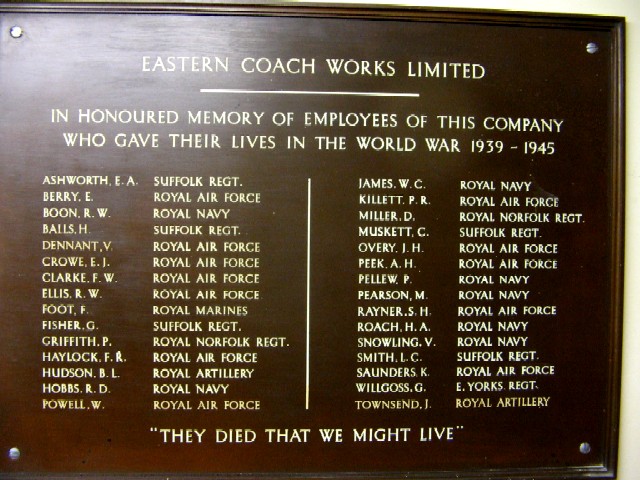 EASTERN COACH WORKS LIMITED
IN HONOURED MEMORY OF EMPLOYEES OF THIS COMPANY
WHO GAVE THEIR LIVES IN THE WORLD WAR 1939 - 1945
ASHWORTH, E. A. SUFFOLK REGT.
BERRY, E. ROYAL AIR FORCE
BOON, R. W. ROYAL NAVY
BALLS, H. SUFFOLK REGT.
DENNANT, V. ROYAL AIR FORCE
CROWE, E. J. ROYAL AIR FORCE
CLARKE, F. W. ROYAL AIR FORCE
ELLIS, R. W. ROYAL AIR FORCE
FOOT, F. ROYAL MARINES
FISHER, G. SUFFOLK REGT.
GRIFFITH, P. ROYAL NORFOLK REGT.
HAYLOCK, F. R. ROYAL AIR FORCE
HUDSON, B. L. ROYAL ARTILLERY
HOBBS, R. D. ROYAL NAVY
POWELL, W. ROYAL AIR FORCE
JAMES, W. C. ROYAL NAVY
KILLETT, P. R. ROYAL AIR FORCE
MILLER, D. ROYAL NORFOLK REGT.
MUSKETT, C. SUFFOLK REGT.
OVERY, J. H. ROYAL AIR FORCE
PEEK, A. H. ROYAL AIR FORCE
PELLEW, P. ROYAL NAVY
PEARSON, M. ROYAL NAVY
RAYNER, S. H. ROYAL AIR FORCE
ROACH, H. A. ROYAL NAVY
SNOWLING, V. ROYAL NAVY
SMITH, L. C. SUFFOLK REGT.
SAUNDERS, K. ROYAL AIR FORCE
WILLGOSS, G. E. YORKS. REGT.
TOWNSEND, J. ROYAL ARTILLERY
"THEY DIED THAT WE MIGHT LIVE"